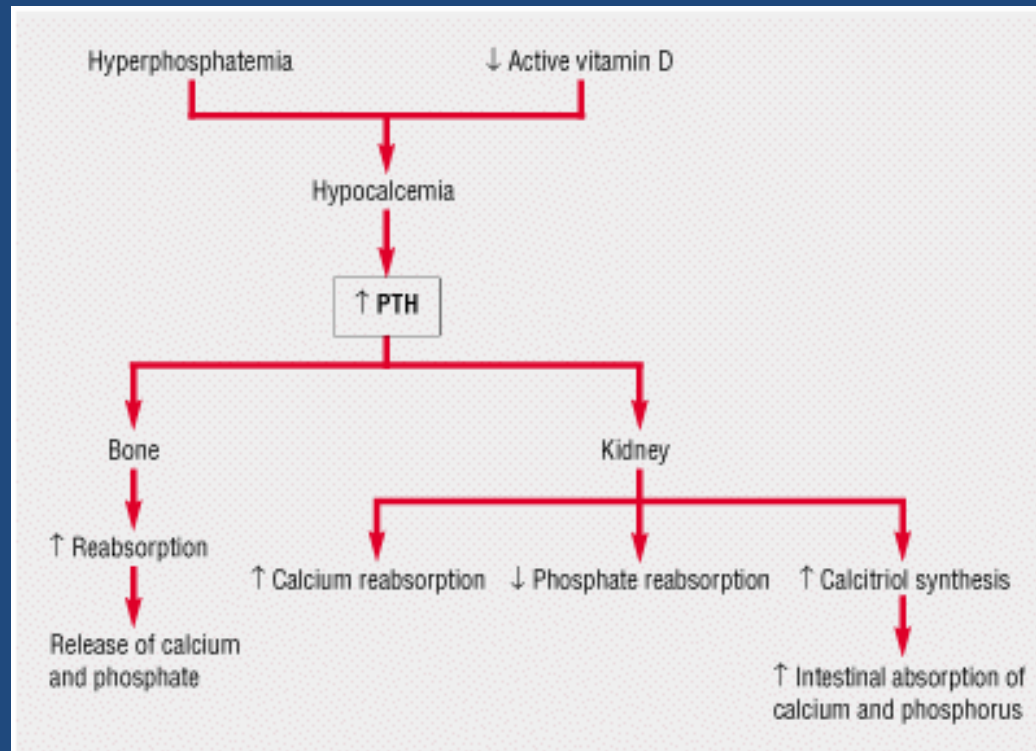 Hyperphosphatemia
↓ Active vitamin D
Hypocalcemia
↑ PTH
Bone
Kidney
↑ Reabsorption
↑ Calcium reabsorption
↓ Phosphate reabsorption
↑ Calcitriol synthesis
Release of calcium
and phosphate
↑ Intestinal absorption of
calcium and phosphorus